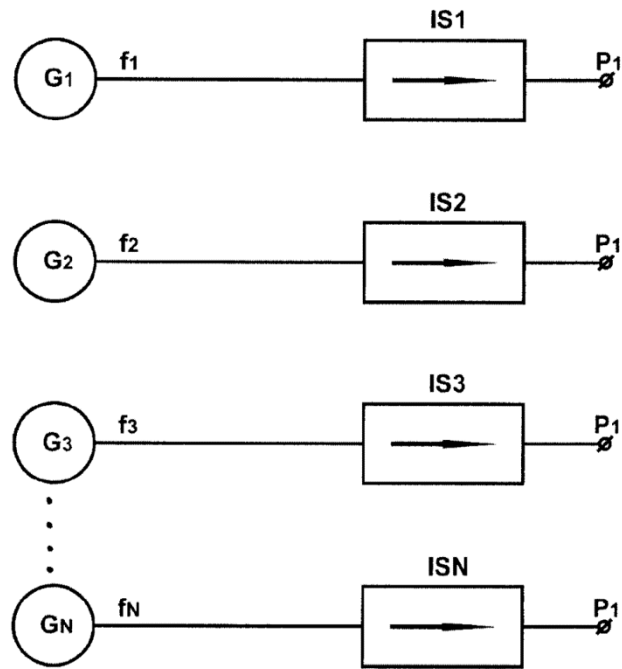 IS1
G1 f1 P1
IS2
G2 f2 P1
IS3
G3 f3 P1
ISN
GN fN P1